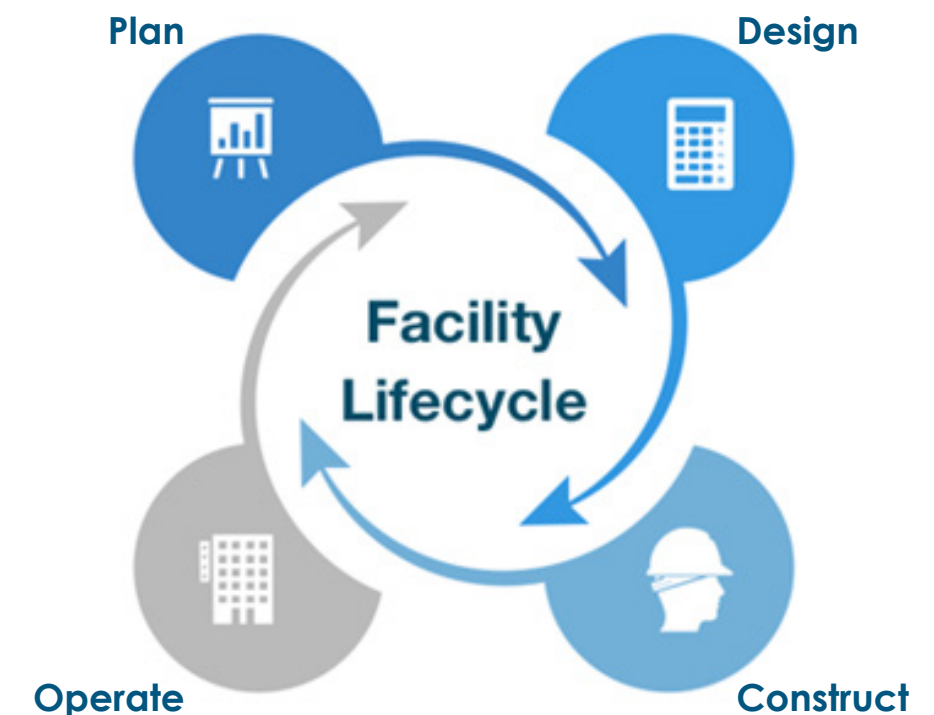 Plan
Design
Facility
Lifecycle
Operate
Construct